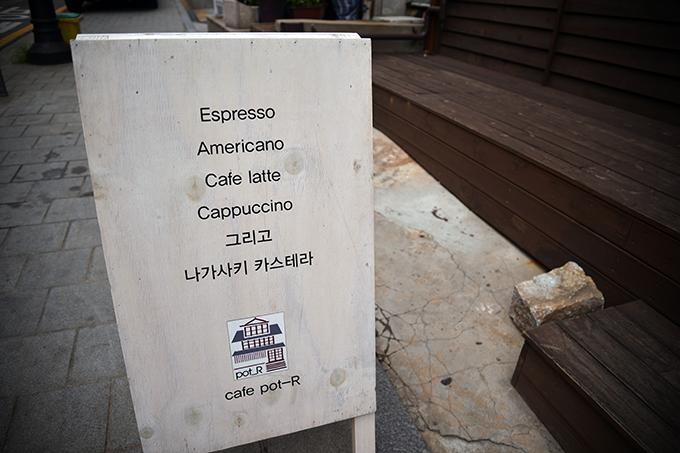 Espresso
Americano
Cafe latte
Cappuccino
그리고
나가사키 카스테라
pot_R
cafe pot-R